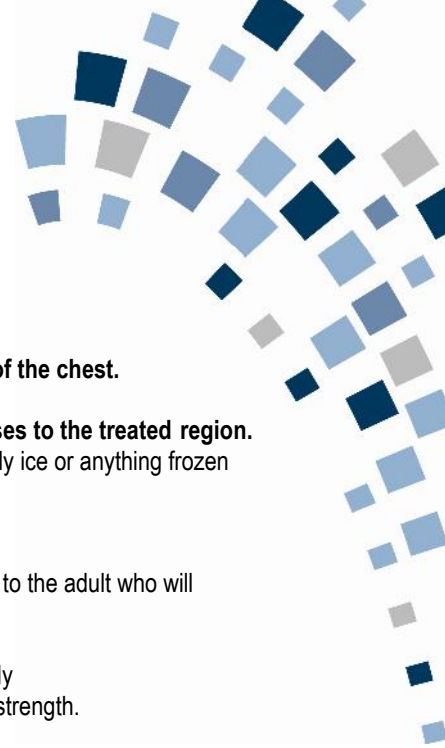 of the chest.
ses to the treated region.
ly ice or anything frozen
to the adult who will
ly
strength.